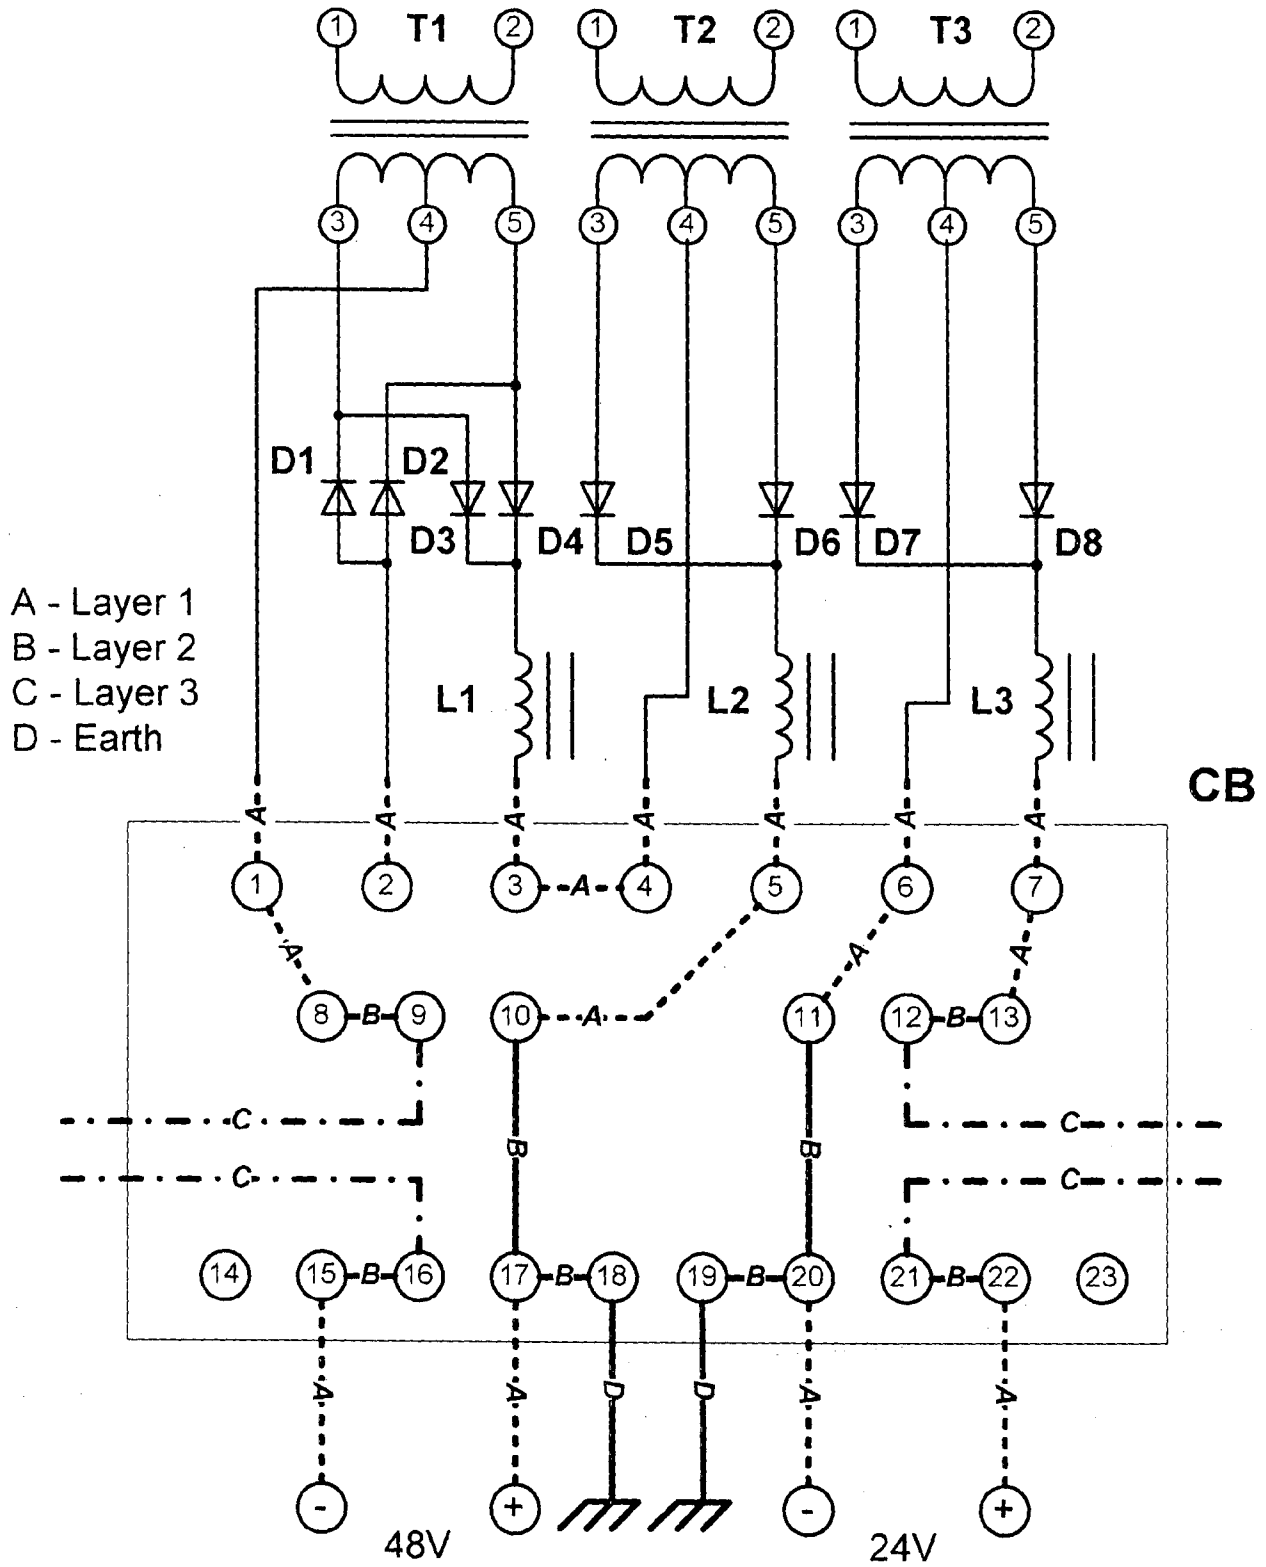 1 T1 2 1 T2 2 1 T3 2
3 4 5 3 4 5 3 4 5
D1 D2
D3 D4 D5 D6 D7 D8
A - Layer 1
B - Layer 2
C - Layer 3
D - Earth
L1 L2 L3
CB
A A A A A A A
1 2 3 A 4 5 6 7
A A A
8 B 9 10 A 11 12 B 13
C C
B B
C C
14 15 B 16 17 B 18 19 B 20 21 B 22 23
A A D D A A
- + - +
48V 24V